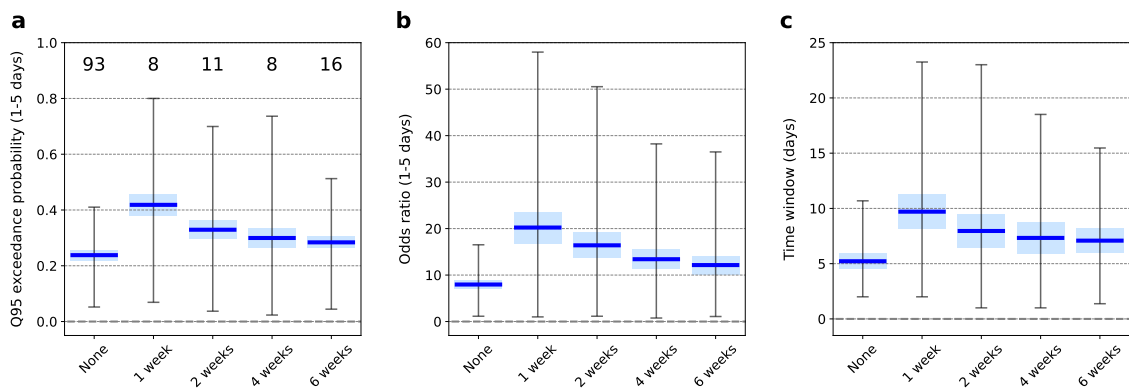 a
Q95 exceedance probability (1-5 days)
1.0
0.8
0.6
0.4
0.2
0.0
93 8 11 8 16
None 1 week 2 weeks 4 weeks 6 weeks
b
Odds ratio (1-5 days)
60
50
40
30
20
10
0
None 1 week 2 weeks 4 weeks 6 weeks
c
Time window (days)
25
20
15
10
5
0
None 1 week 2 weeks 4 weeks 6 weeks